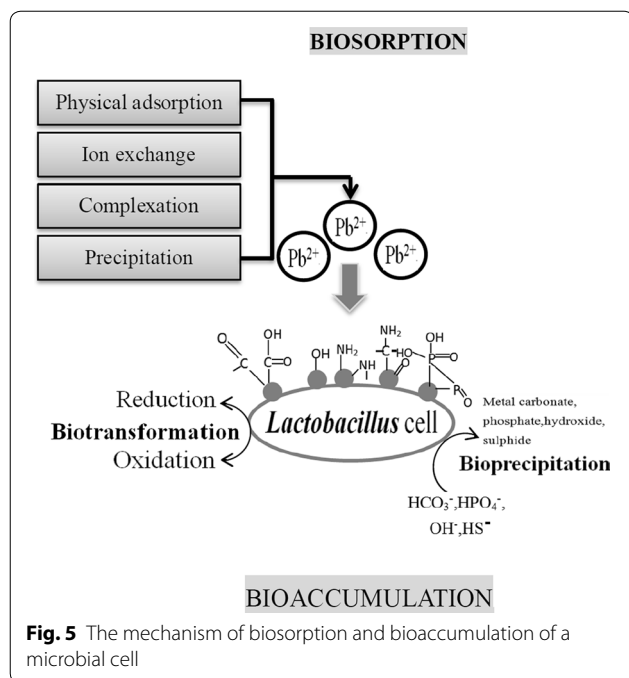 BIOSORPTION
Physical adsorption
Ion exchange
Complexation
Precipitation
Pb²⁺
Pb²⁺
Pb²⁺
O
OH
C
C=O
OH
NH₂
NH
NH₂
C
O
HO
OH
P
O
P
O
Reduction
Biotransformation
Oxidation
Lactobacillus cell
Metal carbonate,
phosphate,hydroxide,
sulphide
Bioprecipitation
HCO₃⁻,HPO₄⁻,
OH⁻,HS⁻
BIOACCUMULATION
Fig. 5 The mechanism of biosorption and bioaccumulation of a
microbial cell